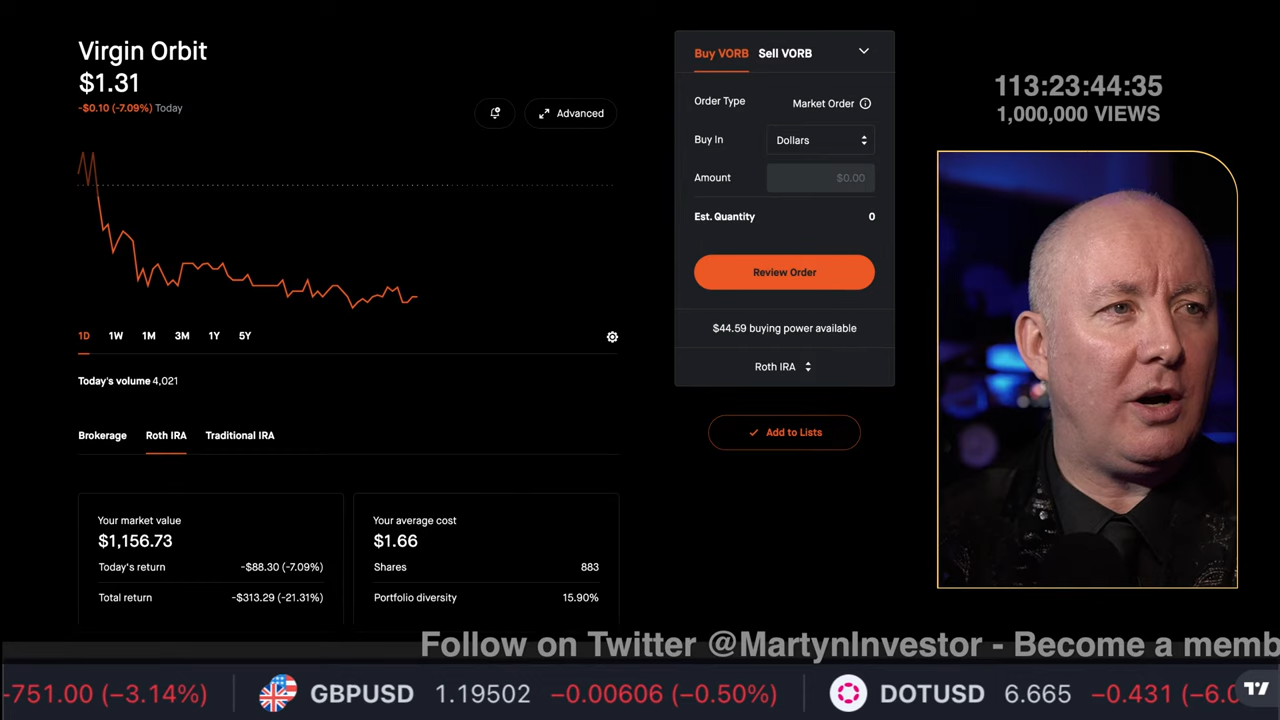 Virgin Orbit
$1.31
-$0.10 (-7.09%) Today
Advanced
1D 1W 1M 3M 1Y 5Y
Today's volume 4,021
Brokerage Roth IRA Traditional IRA
Your market value
$1,156.73
Today's return -$88.30 (-7.09%)
Total return -$313.29 (-21.31%)
Your average cost
$1.66
Shares 883
Portfolio diversity 15.90%
Buy VORB Sell VORB
Order Type Market Order
Buy In Dollars
Amount $0.00
Est. Quantity 0
Review Order
$44.59 buying power available
Roth IRA
Add to Lists
113:23:44:35
1,000,000 VIEWS
Follow on Twitter @MartynInvestor - Become a memb
-751.00 (−3.14%) GBPUSD 1.19502 −0.00606 (−0.50%) DOTUSD 6.665 −0.431 (−6.0